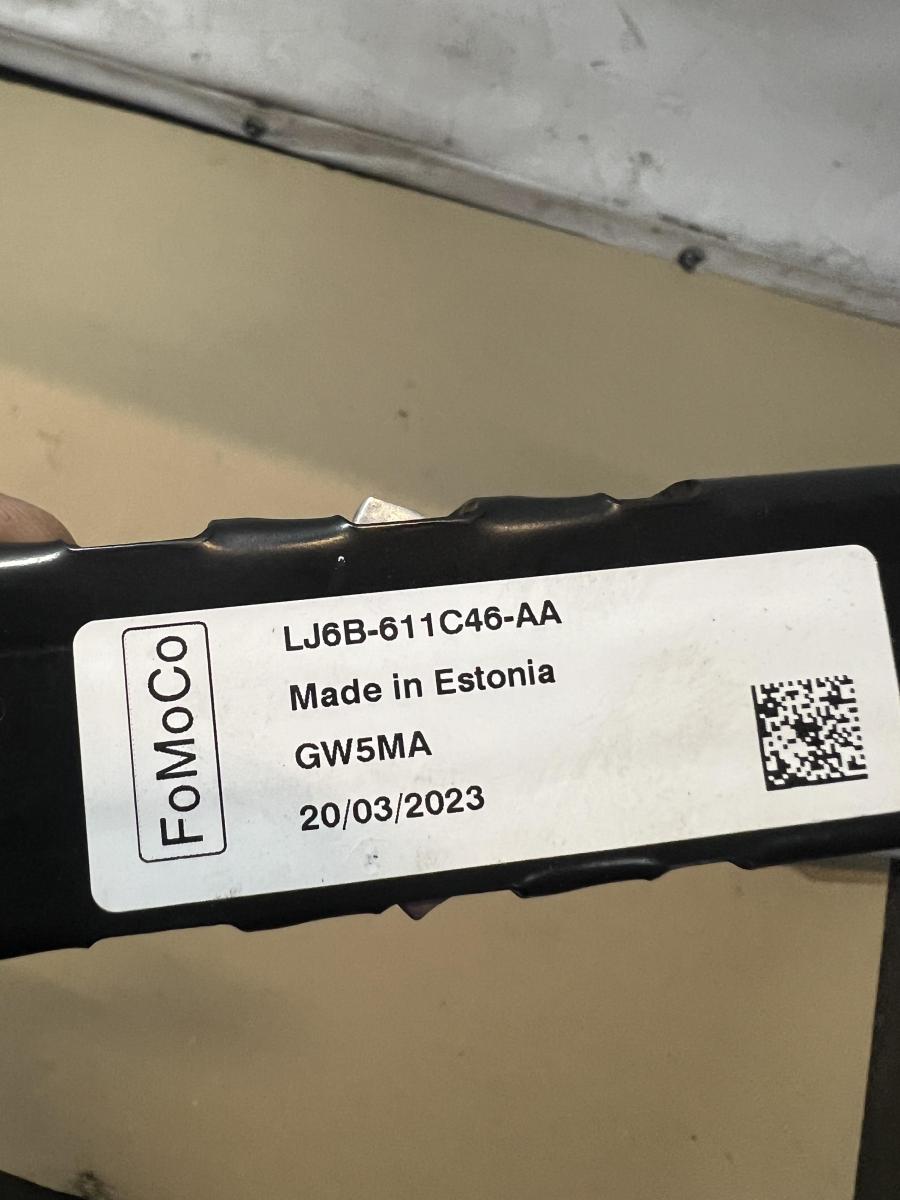 FoMoCo
LJ6B-611C46-AA
Made in Estonia
GW5MA
20/03/2023